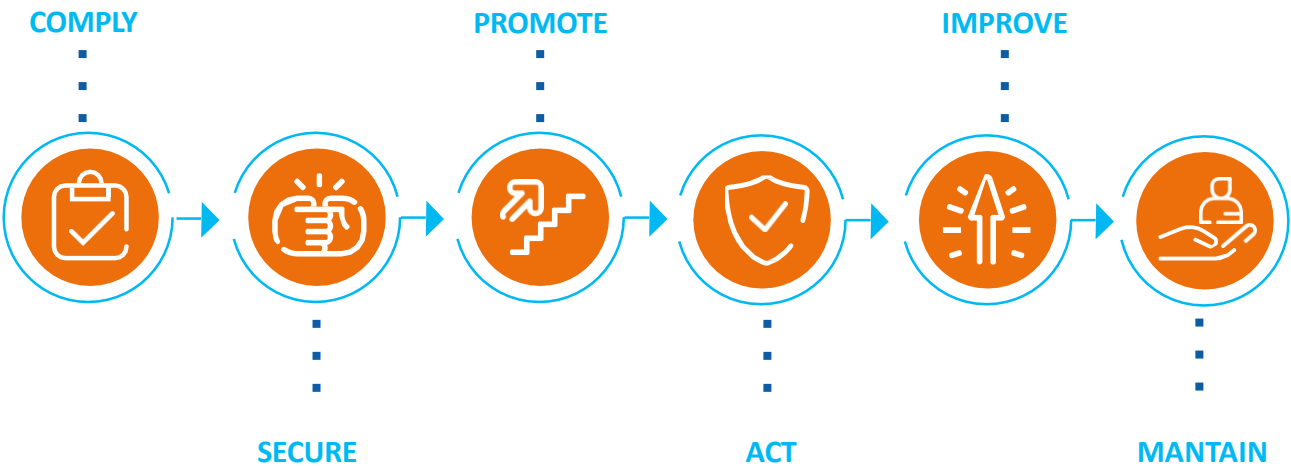 COMPLY
PROMOTE
IMPROVE
SECURE
ACT
MANTAIN